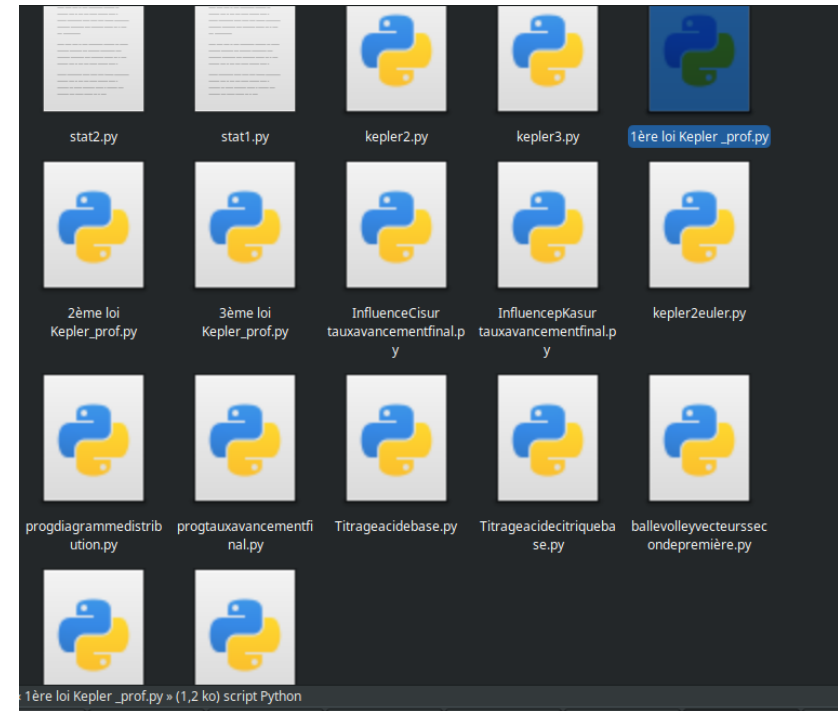 stat2.py
stat1.py
kepler2.py
kepler3.py
1ère loi Kepler _prof.py
2ème loi
Kepler_prof.py
3ème loi
Kepler_prof.py
InfluenceCisur
tauxavancementfinal.p
y
InfluencepKasur
tauxavancementfinal.p
y
kepler2euler.py
progdiagrammedistrib
ution.py
progtauxavancementfi
nal.py
Titrageacidebase.py
Titrageacidecitriqueba
se.py
ballevolleyvecteurssec
ondepremière.py
1ère loi Kepler _prof.py » (1,2 ko) script Python